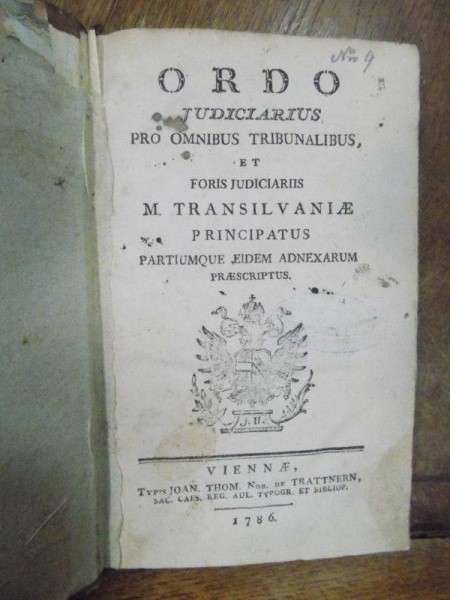 Nro 9
ORDO
JUDICIARIUS
PRO OMNIBUS TRIBUNALIBUS,
ET
FORIS JUDICIARIIS
M. TRANSILVANIÆ
PRINCIPATUS
PARTIUMQUE EIDEM ADNEXARUM
PRÆSCRIPTUS.
J. II.
VIENNÆ,
TYPIS JOAN. THOM. NOB. DE TRATTNERN,
SAC. CAES. REG. AUL. TYPOGR. ET BIBLIOP.
1786.